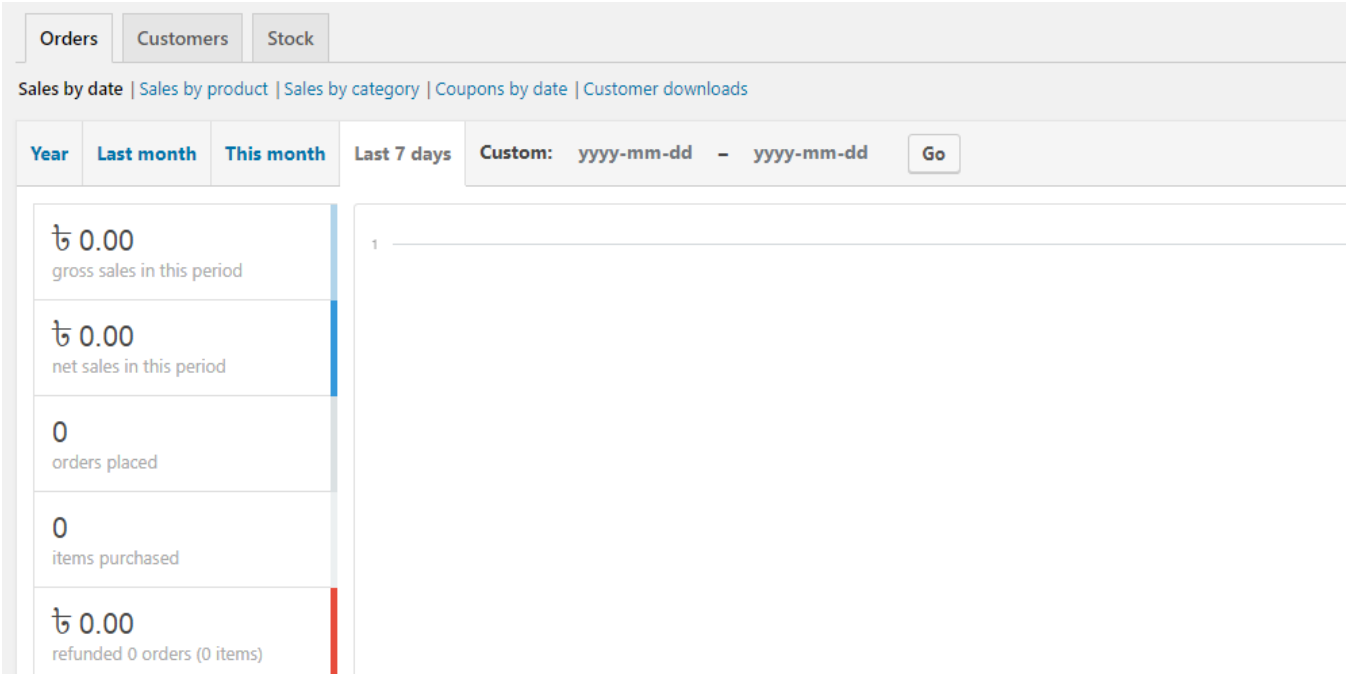 Orders Customers Stock
Sales by date | Sales by product | Sales by category | Coupons by date | Customer downloads
Year Last month This month Last 7 days Custom: yyyy-mm-dd – yyyy-mm-dd Go
৳ 0.00
gross sales in this period
৳ 0.00
net sales in this period
0
orders placed
0
items purchased
৳ 0.00
refunded 0 orders (0 items)
1